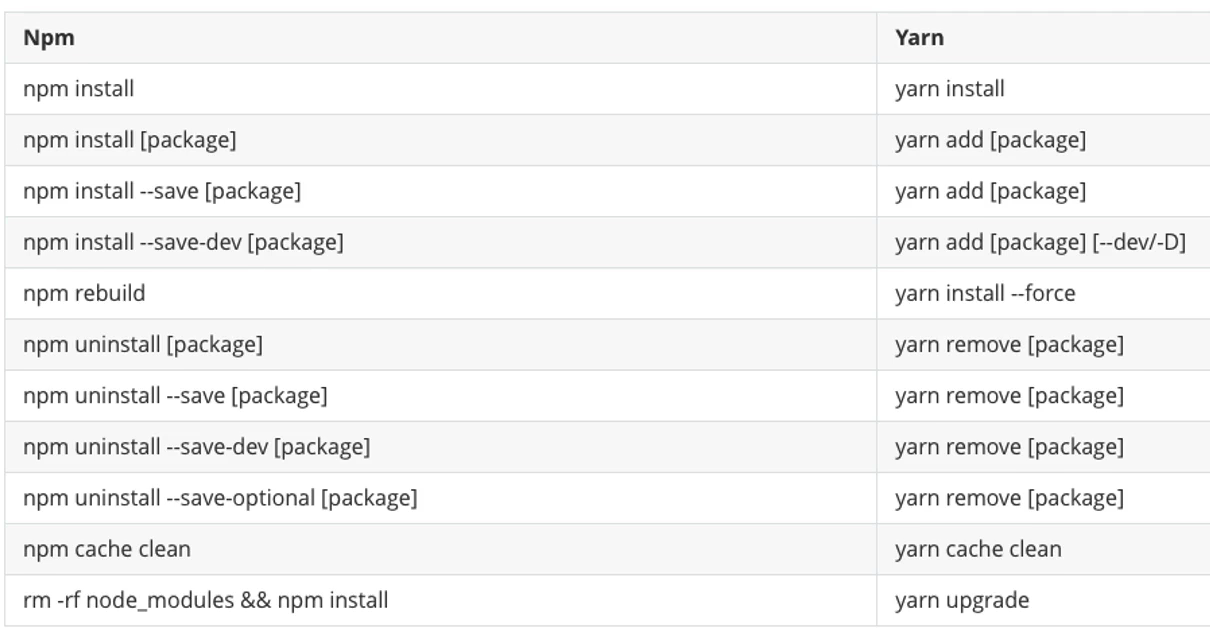 Npm Yarn
npm install yarn install
npm install [package] yarn add [package]
npm install --save [package] yarn add [package]
npm install --save-dev [package] yarn add [package] [--dev/-D]
npm rebuild yarn install --force
npm uninstall [package] yarn remove [package]
npm uninstall --save [package] yarn remove [package]
npm uninstall --save-dev [package] yarn remove [package]
npm uninstall --save-optional [package] yarn remove [package]
npm cache clean yarn cache clean
rm -rf node_modules && npm install yarn upgrade